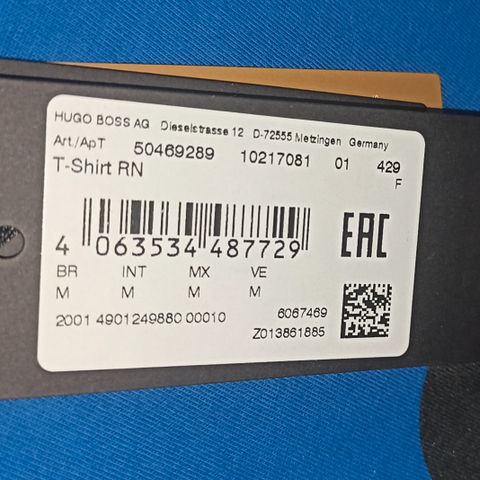 HUGO BOSS AG Dieselstrasse 12 D-72555 Metzingen Germany
Art./ApT 50469289 10217081 01 429
T-Shirt RN F
4 063534 487729
EAC
BR INT MX VE
M M M M
2001 4901249880 00010 6067469
Z013861885